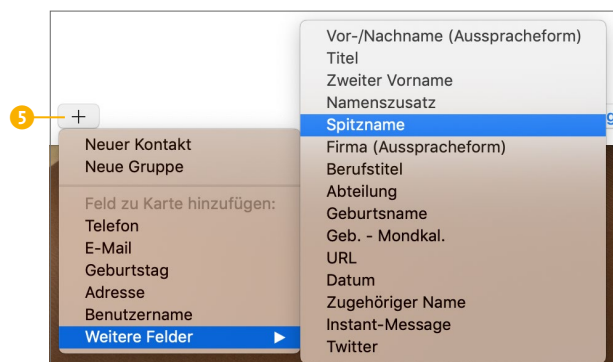 5
+
Neuer Kontakt
Neue Gruppe
Feld zu Karte hinzufügen:
Telefon
E-Mail
Geburtstag
Adresse
Benutzername
Weitere Felder
Vor-/Nachname (Ausspracheform)
Titel
Zweiter Vorname
Namenszusatz
Spitzname
Firma (Ausspracheform)
Berufstitel
Abteilung
Geburtsname
Geb. - Mondkal.
URL
Datum
Zugehöriger Name
Instant-Message
Twitter